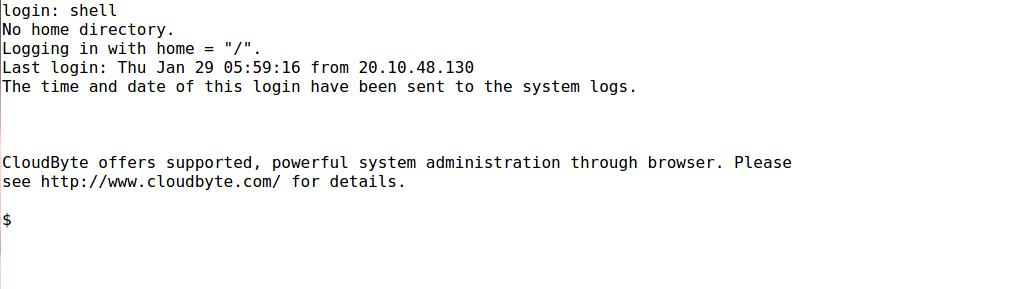 login: shell
No home directory.
Logging in with home = "/".
Last login: Thu Jan 29 05:59:16 from 20.10.48.130
The time and date of this login have been sent to the system logs.
CloudByte offers supported, powerful system administration through browser. Please
see http://www.cloudbyte.com/ for details.
$